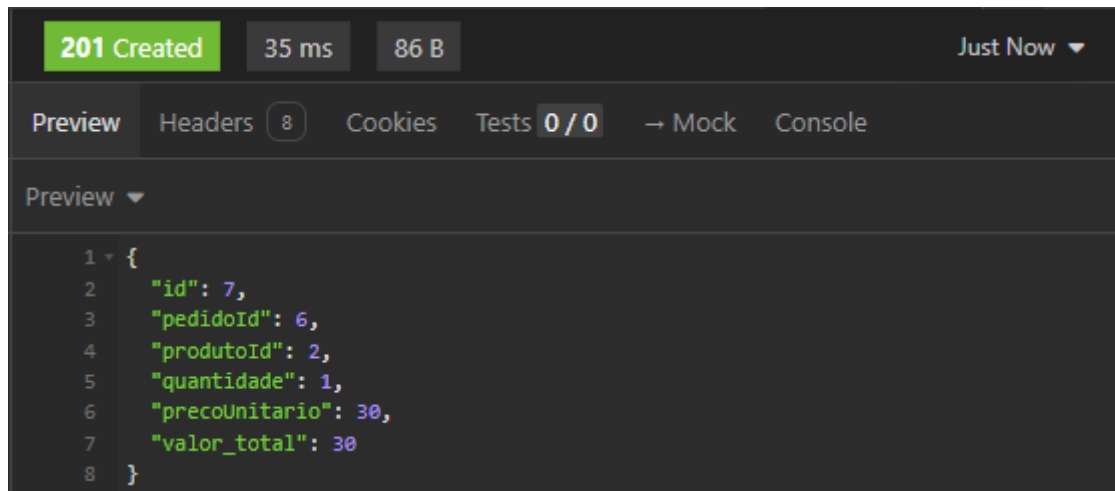 201 Created 35 ms 86 B Just Now ▼
Preview Headers 8 Cookies Tests 0 / 0 → Mock Console
Preview ▼
1 {
2 "id": 7,
3 "pedidoId": 6,
4 "produtoId": 2,
5 "quantidade": 1,
6 "precoUnitario": 30,
7 "valor_total": 30
8 }